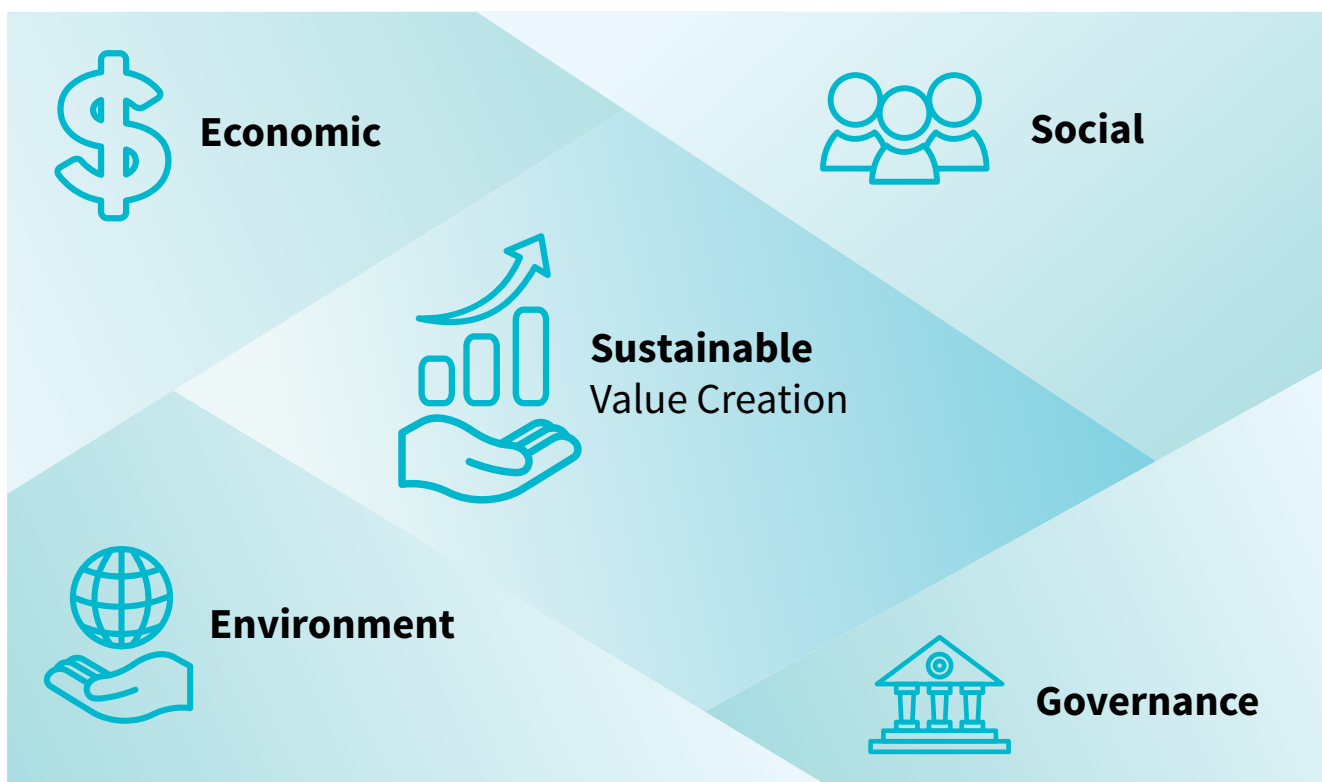 Economic
Social
Sustainable
Value Creation
Environment
Governance